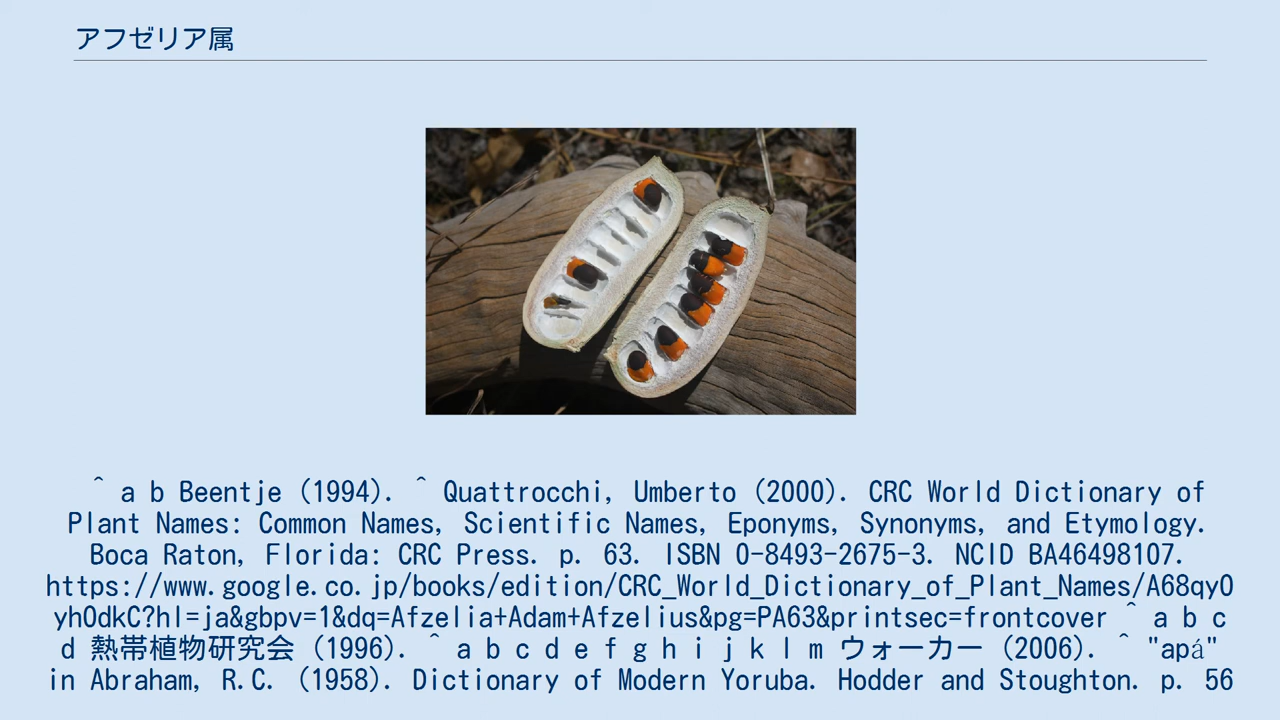 アフゼリア属
^ a b Beentje (1994). ^ Quattrocchi, Umberto (2000). CRC World Dictionary of
Plant Names: Common Names, Scientific Names, Eponyms, Synonyms, and Etymology.
Boca Raton, Florida: CRC Press. p. 63. ISBN 0-8493-2675-3. NCID BA46498107.
https://www.google.co.jp/books/edition/CRC_World_Dictionary_of_Plant_Names/A68qy0
yh0dkC?hl=ja&gbpv=1&dq=Afzelia+Adam+Afzelius&pg=PA63&printsec=frontcover ^ a b c
d 熱帯植物研究会 (1996). ^ a b c d e f g h i j k l m ウォーカー (2006). ^ "apá"
in Abraham, R.C. (1958). Dictionary of Modern Yoruba. Hodder and Stoughton. p. 56